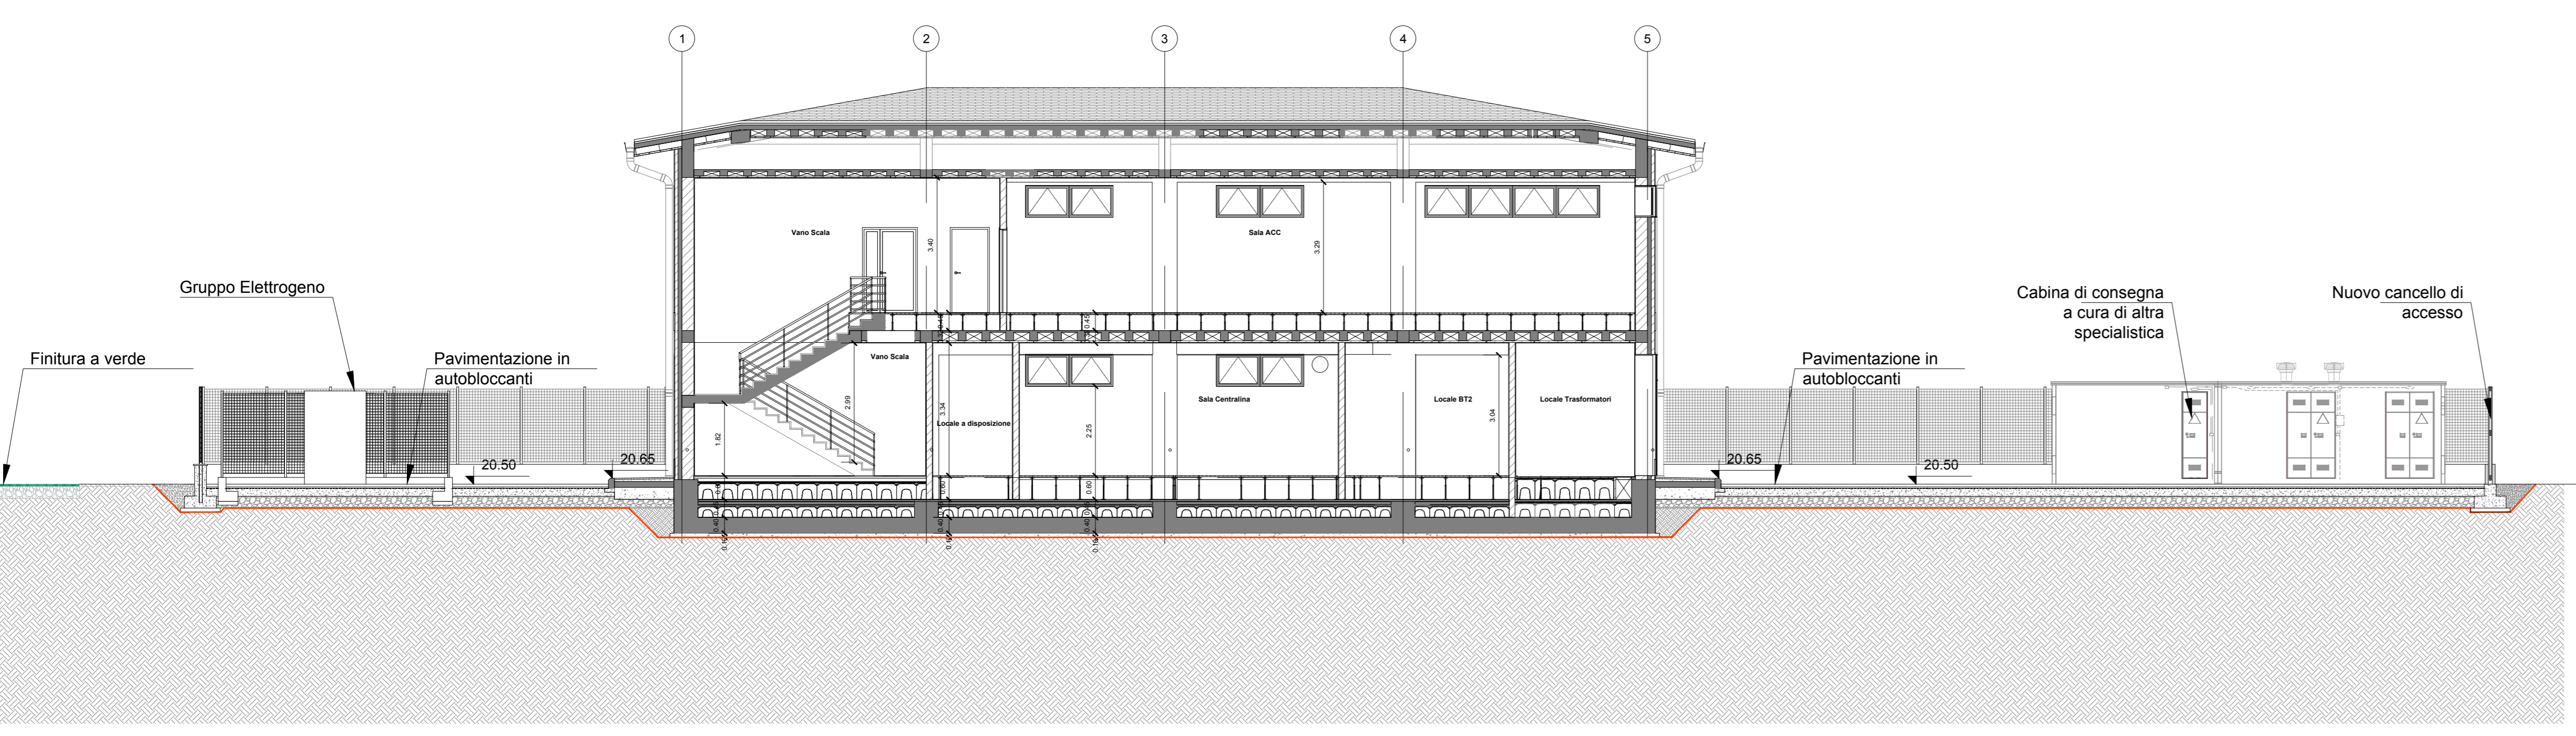 1
2
3
4
5
Vano Scala
3.40
Sala ACC
3.29
Gruppo Elettrogeno
Cabina di consegna
a cura di altra
specialistica
Nuovo cancello di
accesso
0.45
Finitura a verde
Pavimentazione in
autobloccanti
Vano Scala
Pavimentazione in
autobloccanti
2.99
3.34
1.82
Locale a disposizione
2.25
Sala Centralina
Locale BT2
3.04
Locale Trasformatori
20.50
20.65
20.65
20.50
0.60
0.60
0.40
0.40
0.40